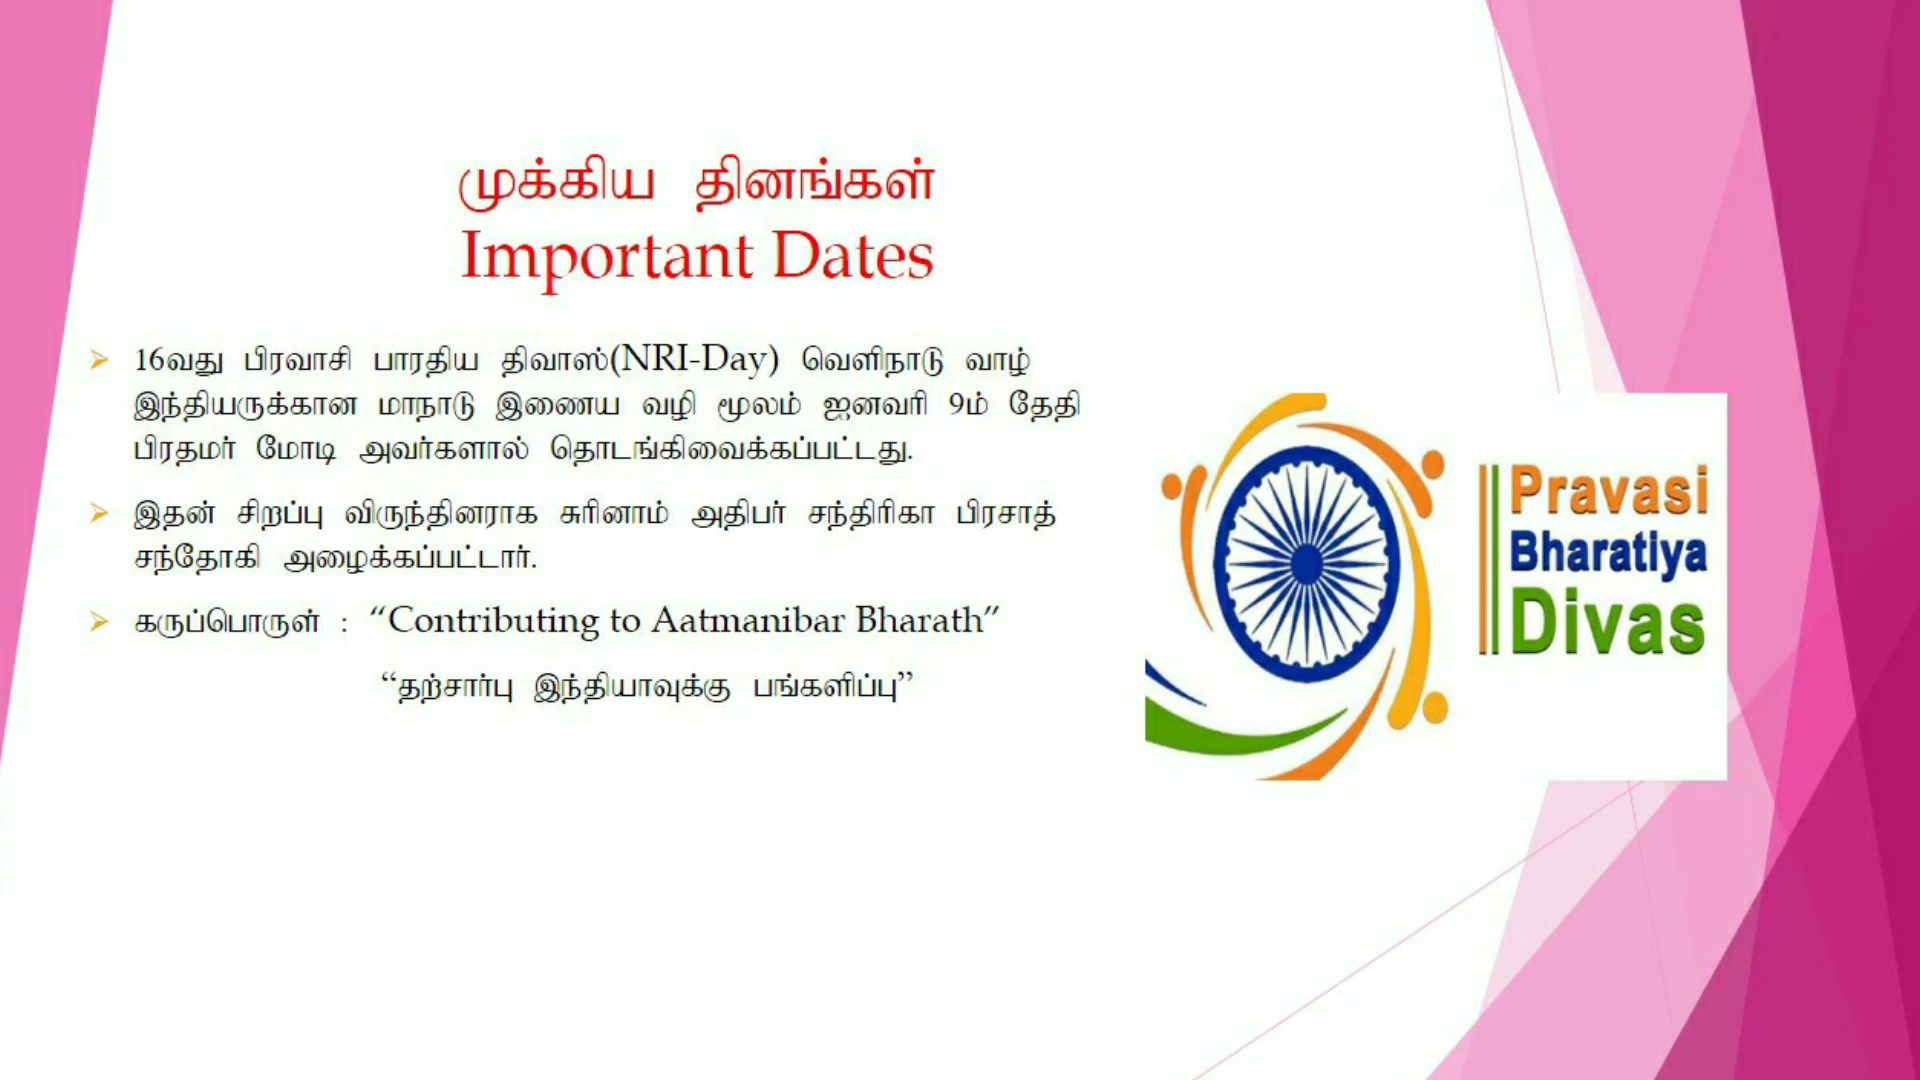 முக்கிய தினங்கள்
Important Dates
16வது பிரவாசி பாரதிய திவாஸ்(NRI-Day) வெளிநாடு வாழ்
இந்தியருக்கான மாநாடு இணைய வழி மூலம் ஜனவரி 9ம் தேதி
பிரதமர் மோடி அவர்களால் தொடங்கிவைக்கப்பட்டது.
இதன் சிறப்பு விருந்தினராக சுரினாம் அதிபர் சந்திரிகா பிரசாத்
சந்தோகி அழைக்கப்பட்டார்.
கருப்பொருள் : “Contributing to Aatmanibar Bharath”
“தற்சார்பு இந்தியாவுக்கு பங்களிப்பு”
Pravasi
Bharatiya
Divas